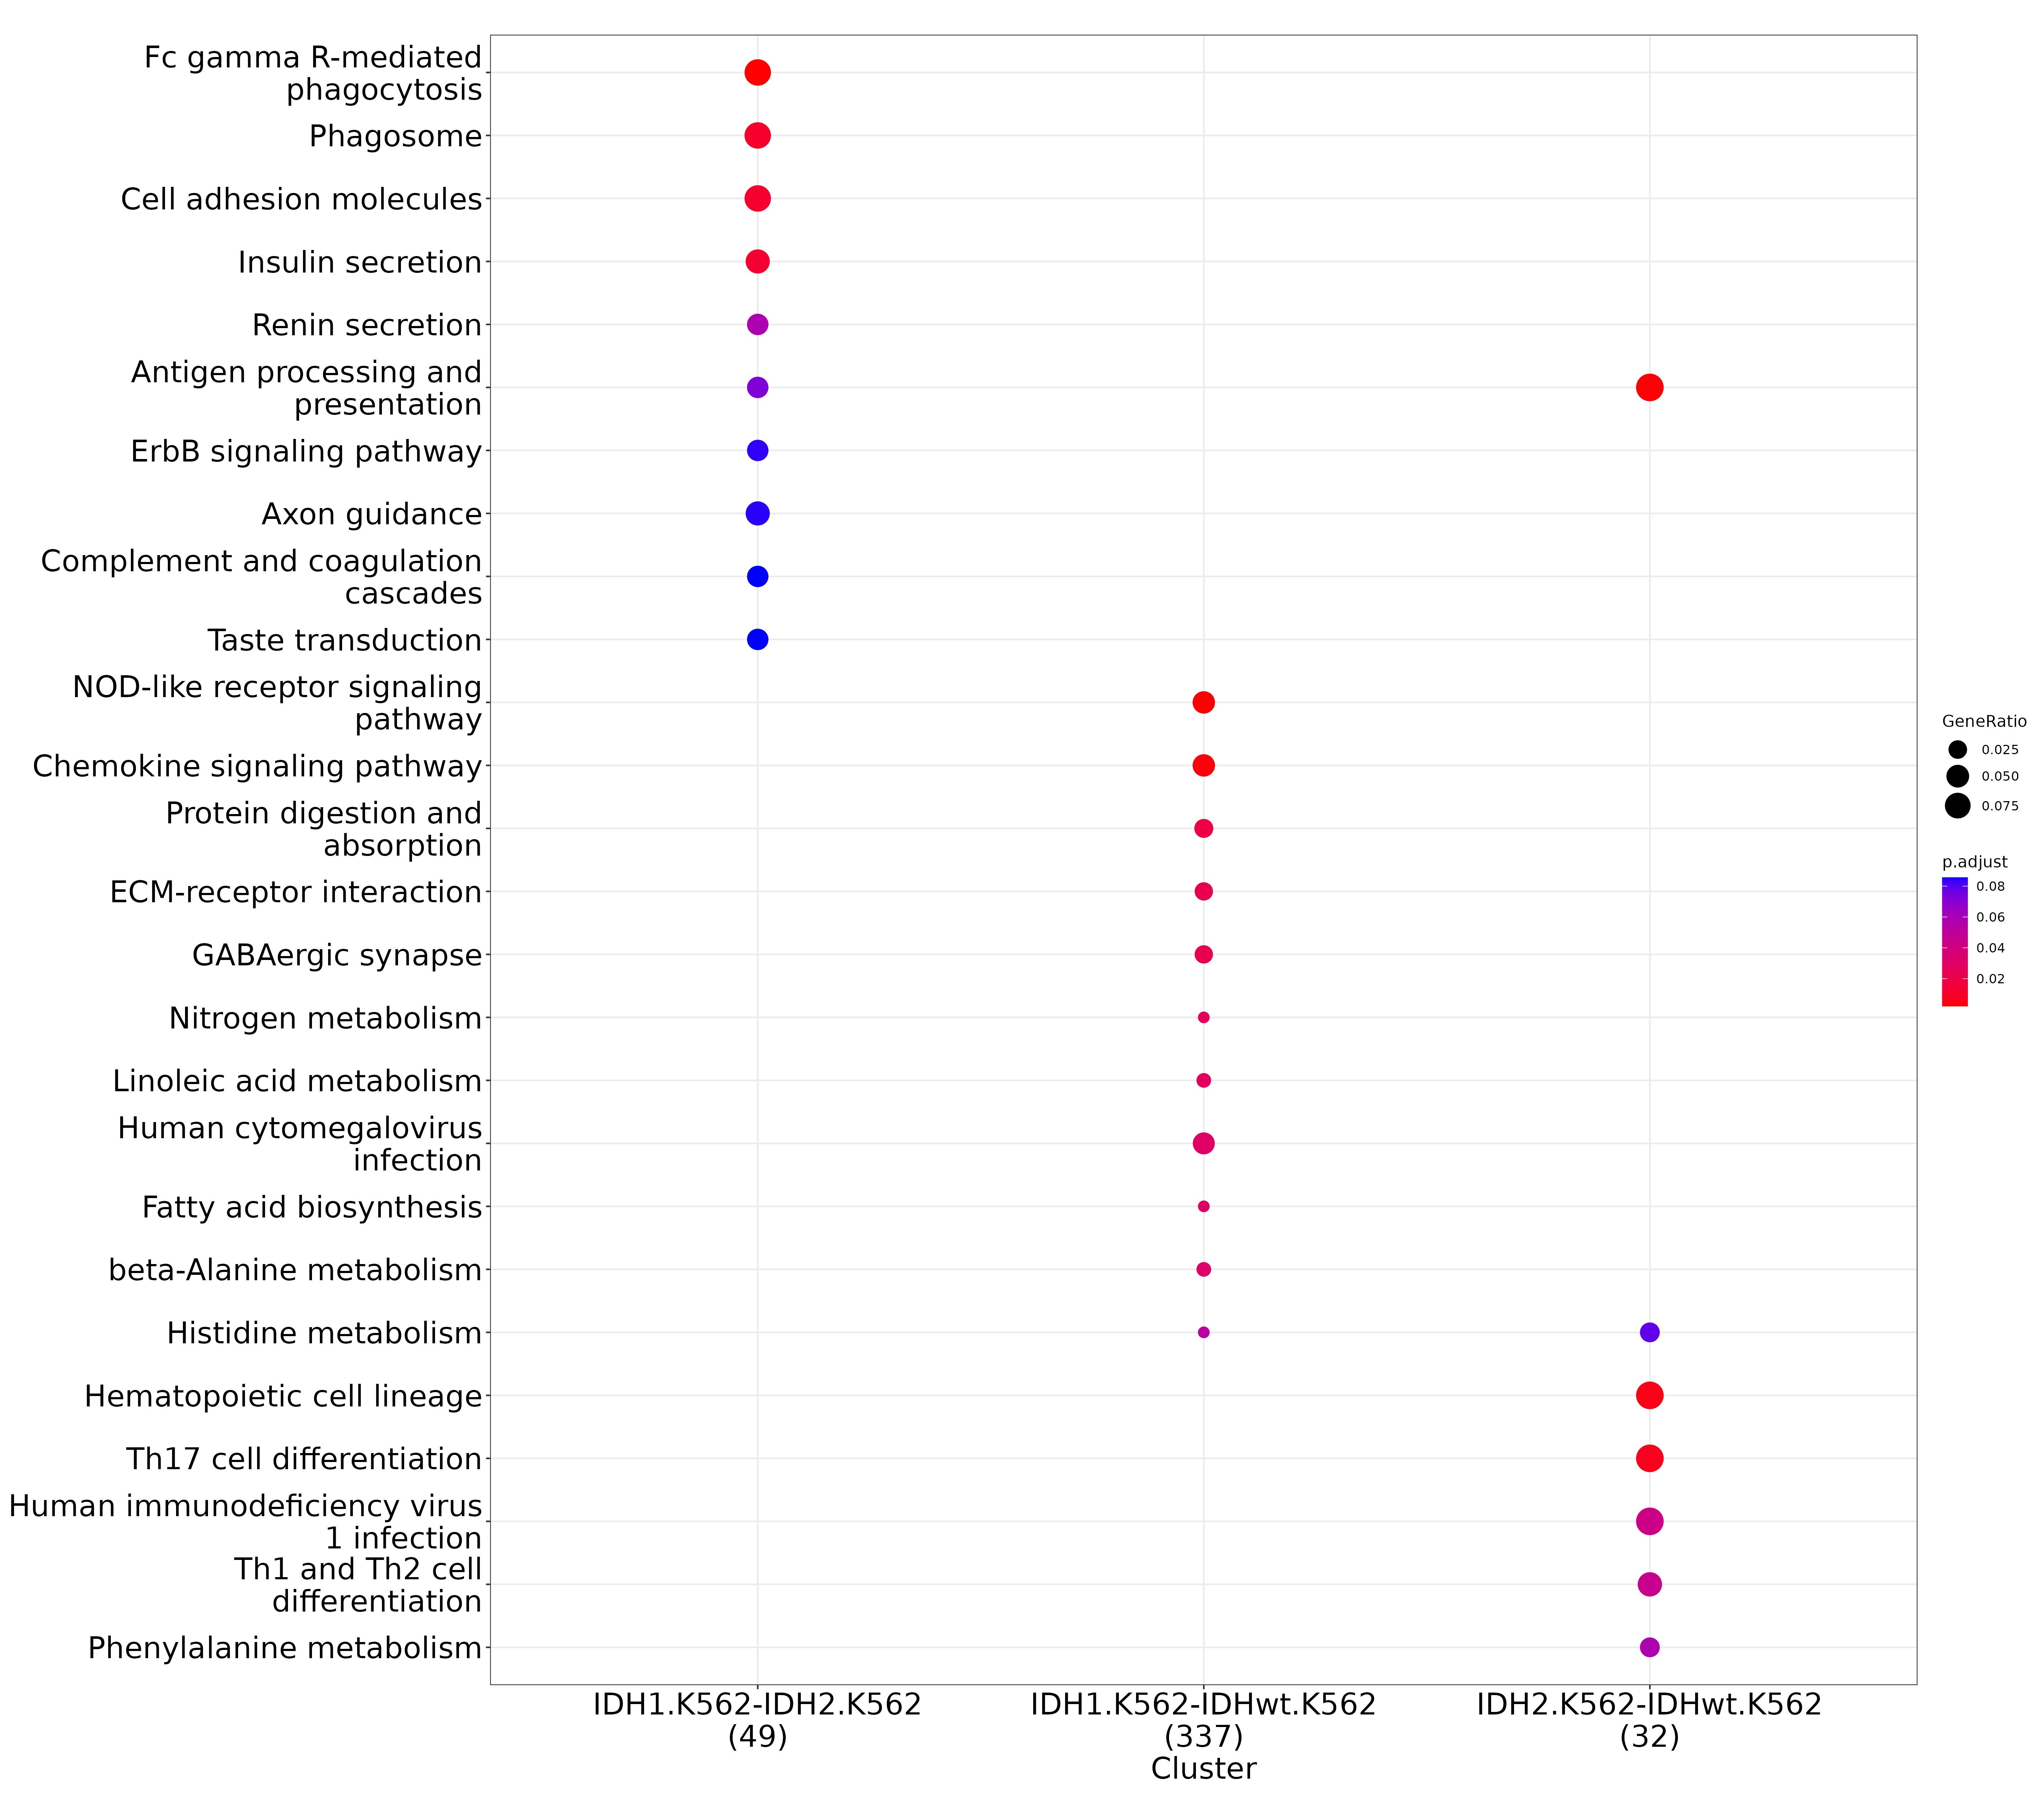 Fc gamma R-mediated
phagocytosis
Phagosome
Cell adhesion molecules
Insulin secretion
Renin secretion
Antigen processing and
presentation
ErbB signaling pathway
Axon guidance
Complement and coagulation
cascades
Taste transduction
NOD-like receptor signaling
pathway
Chemokine signaling pathway
Protein digestion and
absorption
ECM-receptor interaction
GABAergic synapse
Nitrogen metabolism
Linoleic acid metabolism
Human cytomegalovirus
infection
Fatty acid biosynthesis
beta-Alanine metabolism
Histidine metabolism
Hematopoietic cell lineage
Th17 cell differentiation
Human immunodeficiency virus
1 infection
Th1 and Th2 cell
differentiation
Phenylalanine metabolism
IDH1.K562-IDH2.K562
(49)
IDH1.K562-IDHwt.K562
(337)
IDH2.K562-IDHwt.K562
(32)
Cluster
GeneRatio
0.025
0.050
0.075
p.adjust
0.08
0.06
0.04
0.02